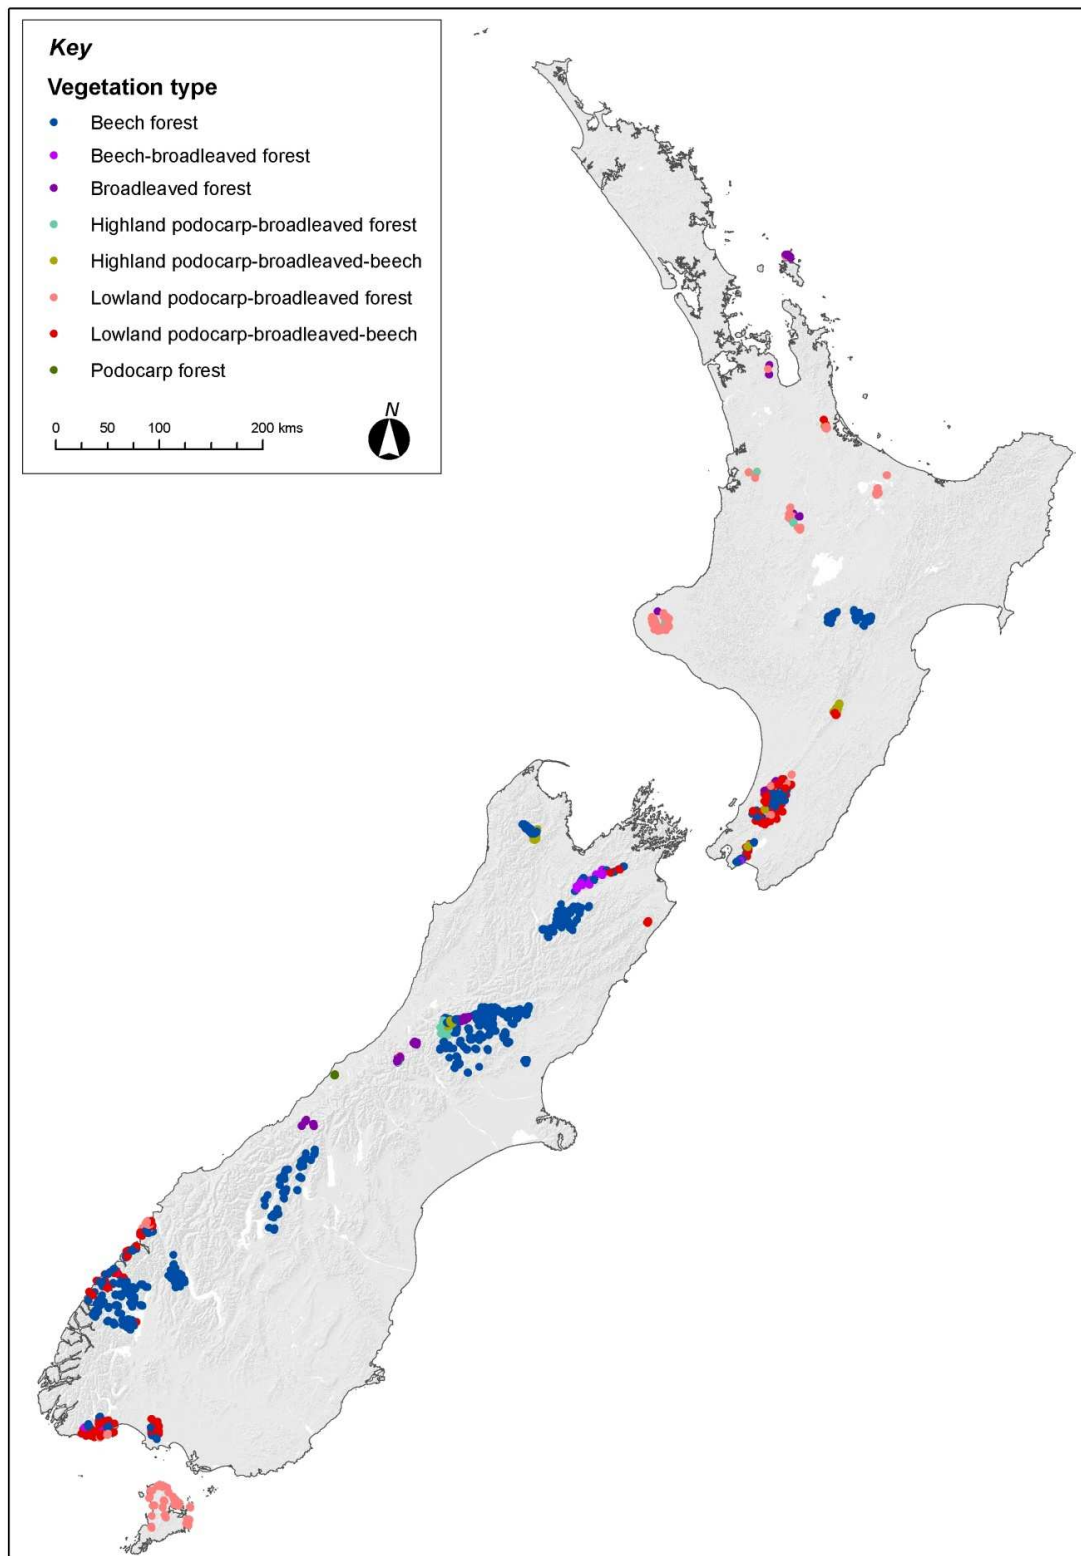 Key
Vegetation type
Beech forest
Beech-broadleaved forest
Broadleaved forest
Highland podocarp-broadleaved forest
Highland podocarp-broadleaved-beech
Lowland podocarp-broadleaved forest
Lowland podocarp-broadleaved-beech
Podocarp forest
N
0 50 100 200 kms